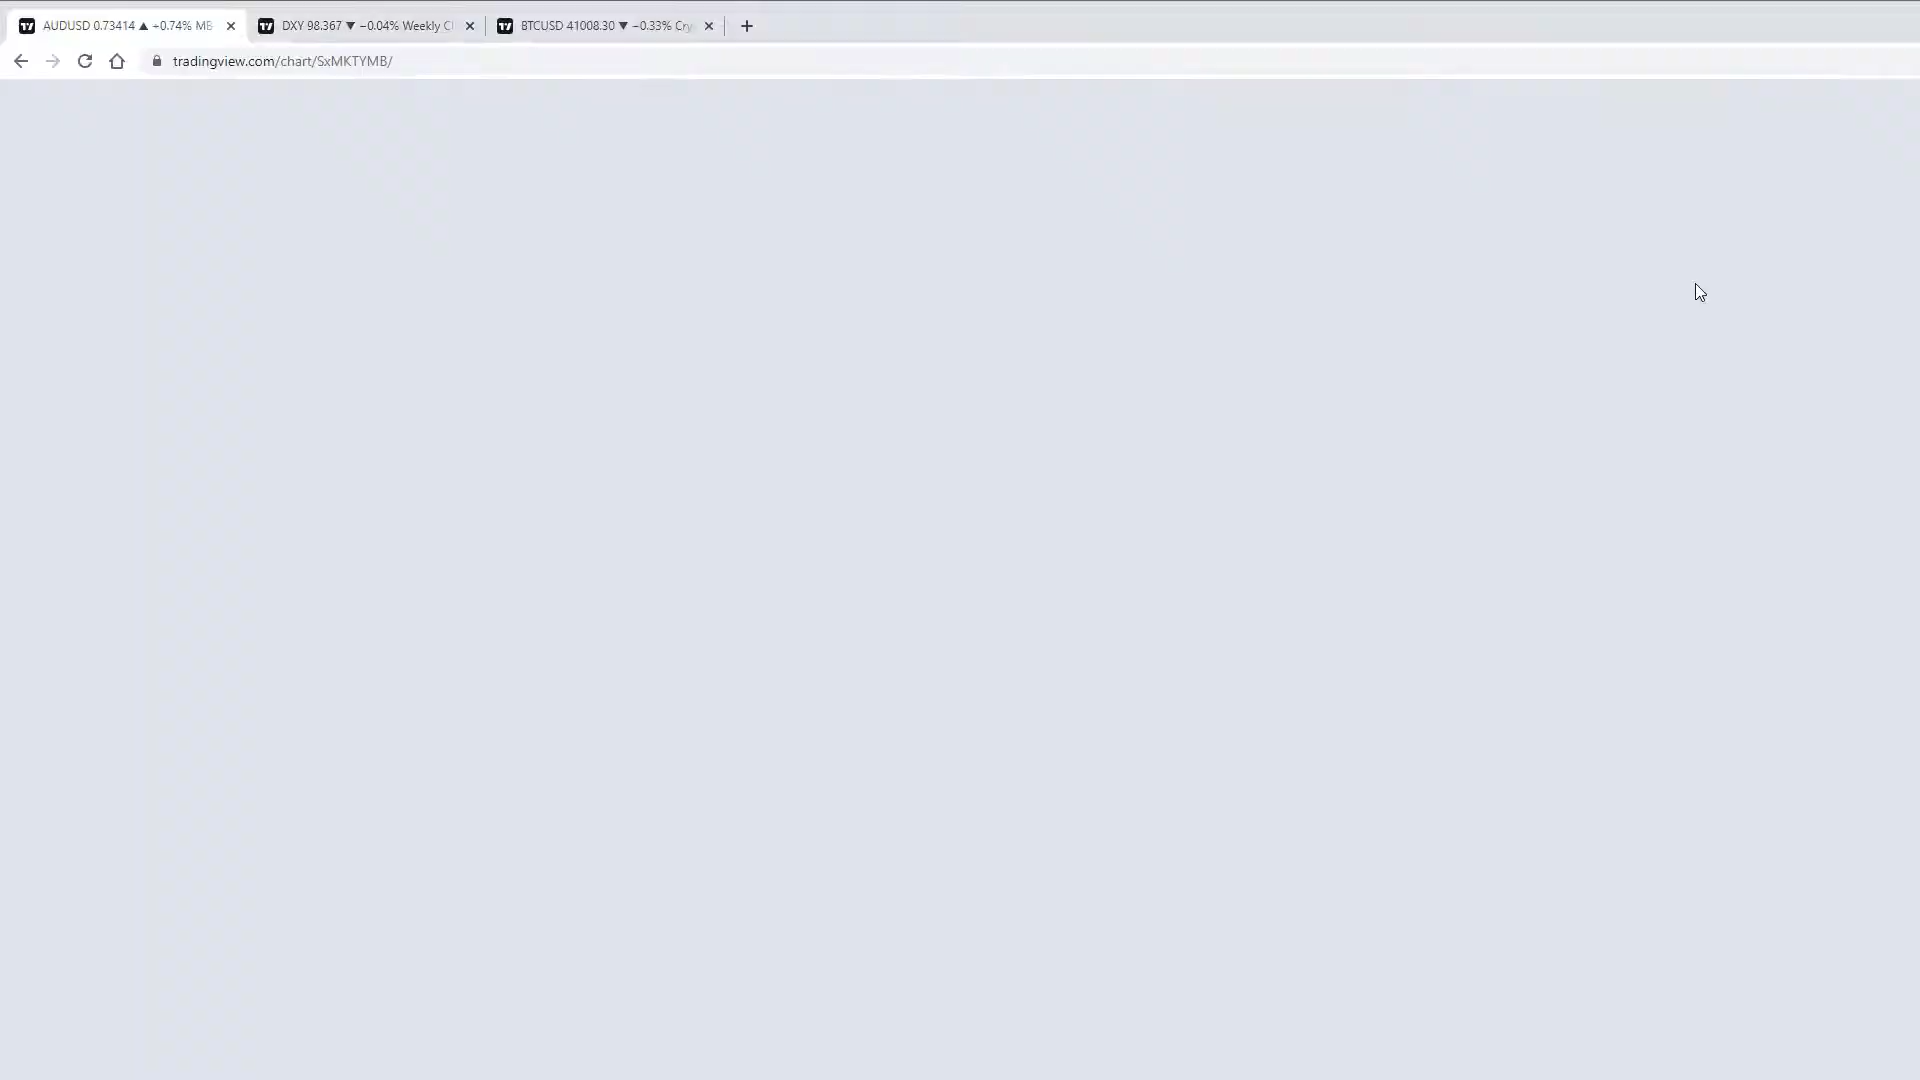 AUDUSD 0.73414 ▲ +0.74% MB
DXY 98.367 ▼ −0.04% Weekly
BTCUSD 41008.30 ▼ −0.33%
tradingview.com/chart/SxMKTYMB/